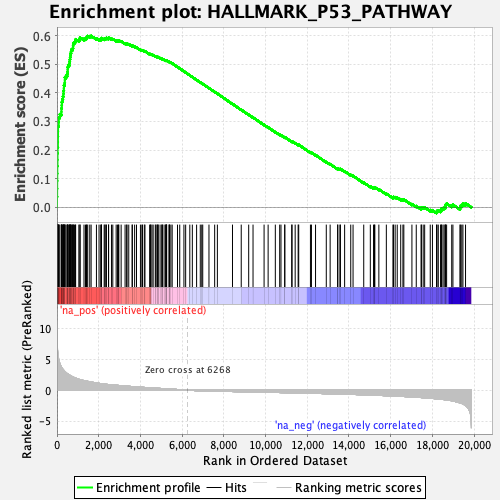 Enrichment plot: HALLMARK_P53_PATHWAY
Enrichment score (ES)
0.6
0.5
0.4
0.3
0.2
0.1
0.0
'na_pos' (positively correlated)
Ranked list metric (PreRanked)
10
5
0
-5
Zero cross at 6268
'na_neg' (negatively correlated)
0 2,000 4,000 6,000 8,000 10,000 12,000 14,000 16,000 18,000 20,000
Rank in Ordered Dataset
Enrichment profile Hits Ranking metric scores